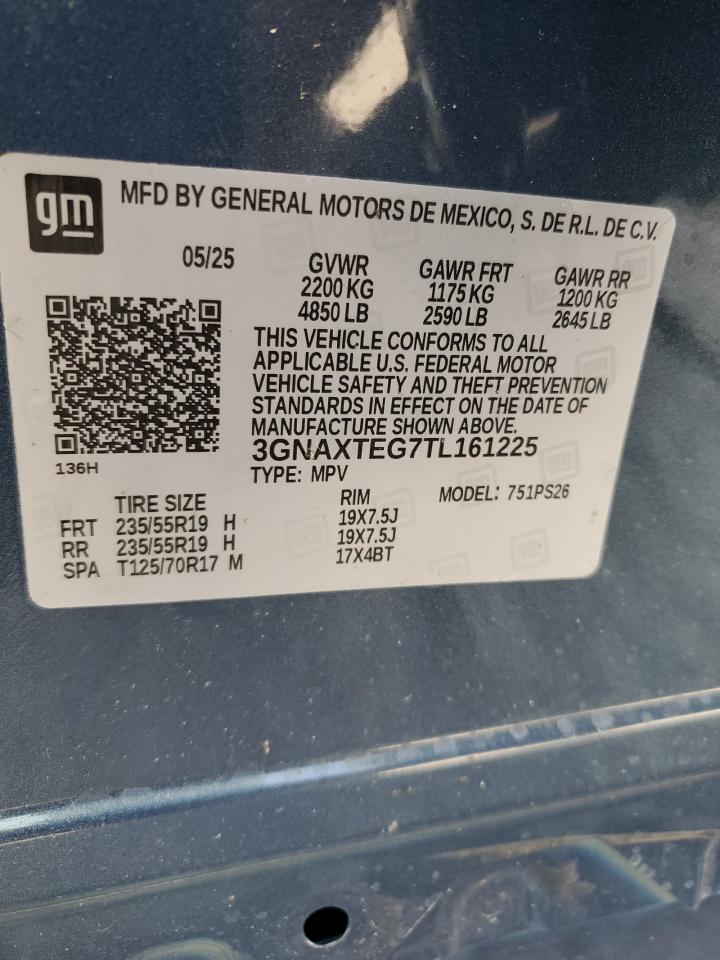 gm
MFD BY GENERAL MOTORS DE MEXICO, S. DE R.L. DE C.V.
05/25
GVWR GAWR FRT GAWR RR
2200 KG 1175 KG 1200 KG
4850 LB 2590 LB 2645 LB
THIS VEHICLE CONFORMS TO ALL
APPLICABLE U.S. FEDERAL MOTOR
VEHICLE SAFETY AND THEFT PREVENTION
STANDARDS IN EFFECT ON THE DATE OF
MANUFACTURE SHOWN ABOVE.
136H
3GNAXTEG7TL161225
TYPE: MPV MODEL: 751PS26
TIRE SIZE RIM
FRT 235/55R19 H 19X7.5J
RR 235/55R19 H 19X7.5J
SPA T125/70R17 M 17X4BT